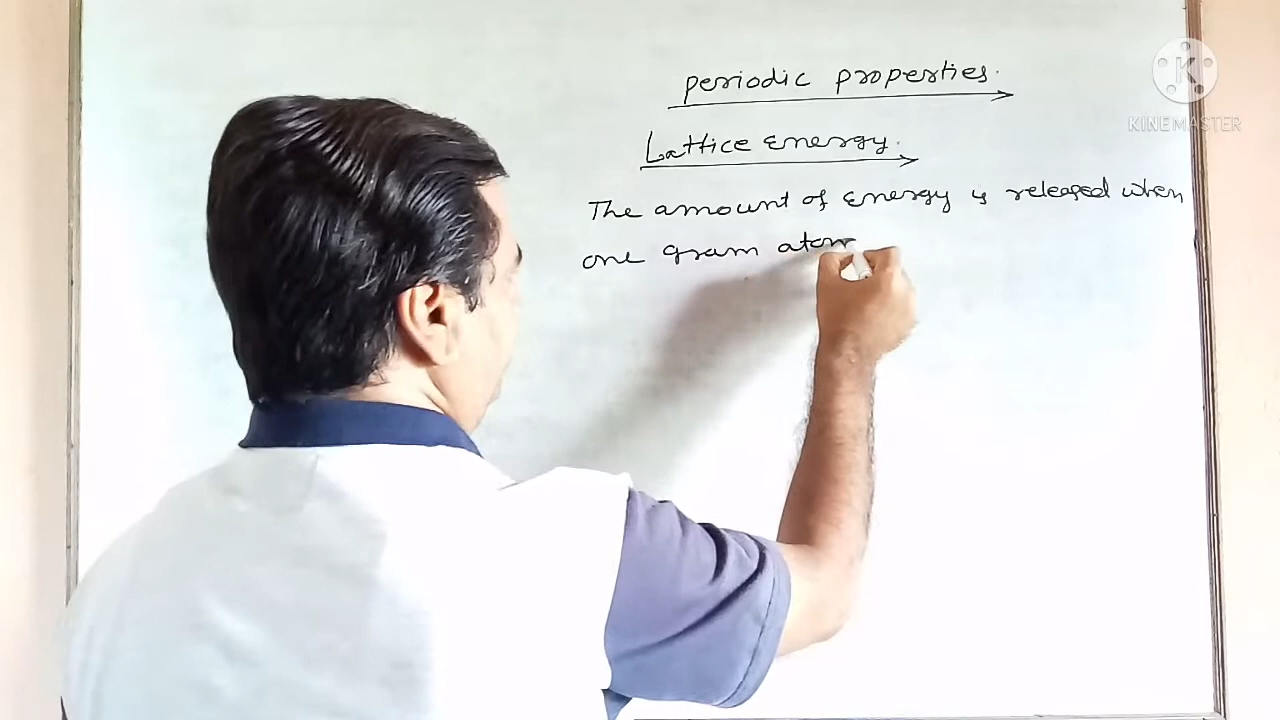 periodic properties.
Lattice energy.
The amount of energy is released when
one gram atom
K
KINEMASTER